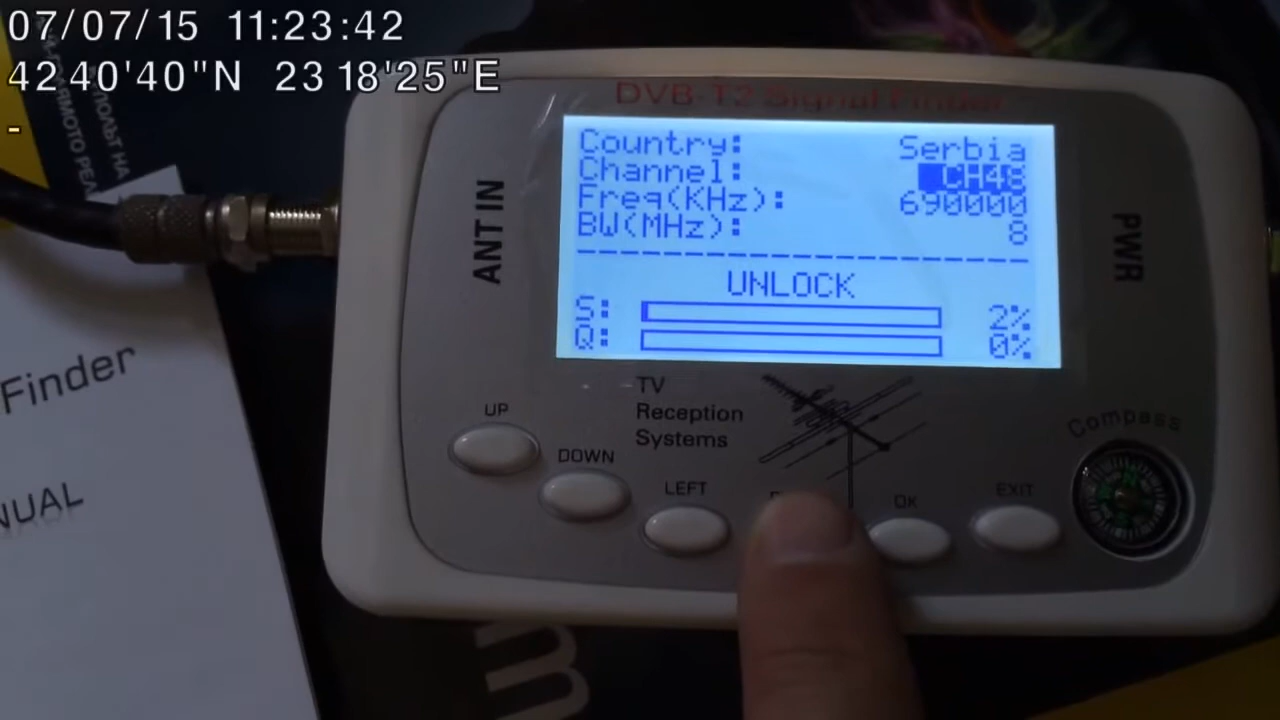 07/07/15 11:23:42
42 40'40"N 23 18'25"E
-
ПОЛЪТ НА
DVB-T2 Signal Finder
Country: Serbia
Channel: CH48
Freq(KHz): 690000
BW(MHz): 8
UNLOCK
S: 2%
Q: 0%
ANT IN
PWR
TV
Reception
Systems
UP
DOWN
LEFT
OK
EXIT
Compass
Finder
NUAL
m